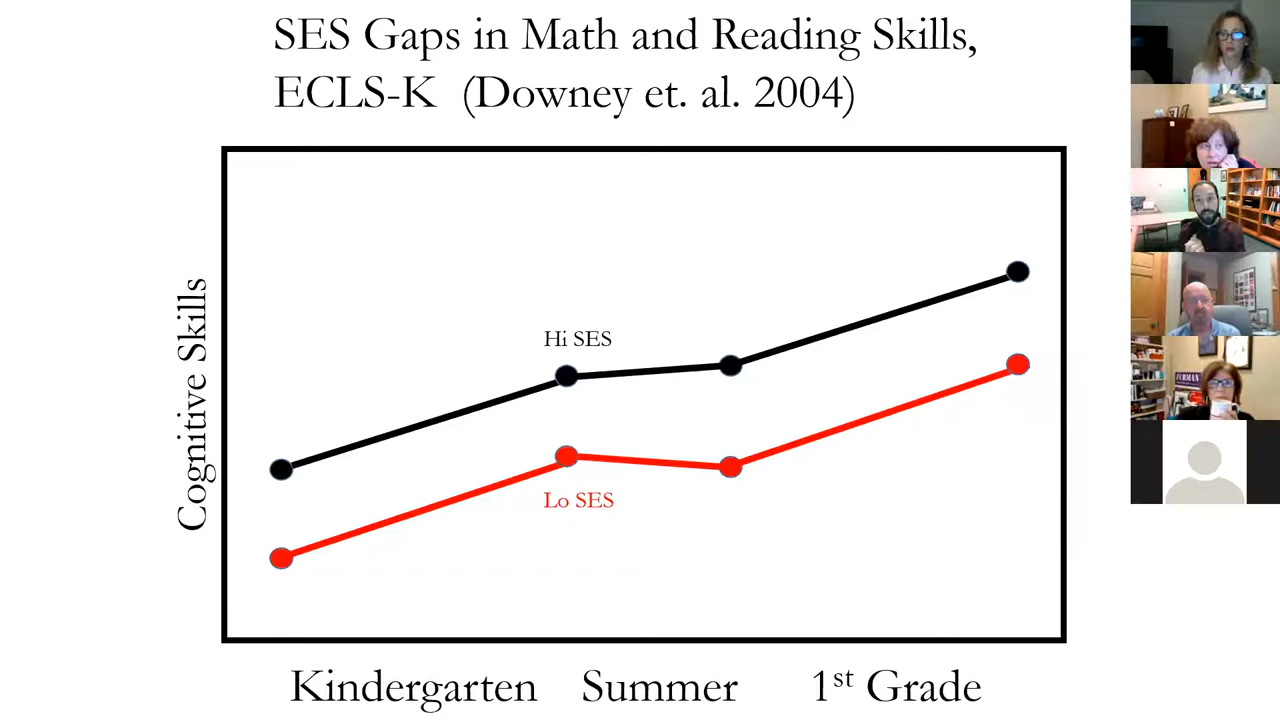 SES Gaps in Math and Reading Skills,
ECLS-K (Downey et. al. 2004)
Cognitive Skills
Hi SES
Lo SES
Kindergarten Summer 1st Grade
FURMAN